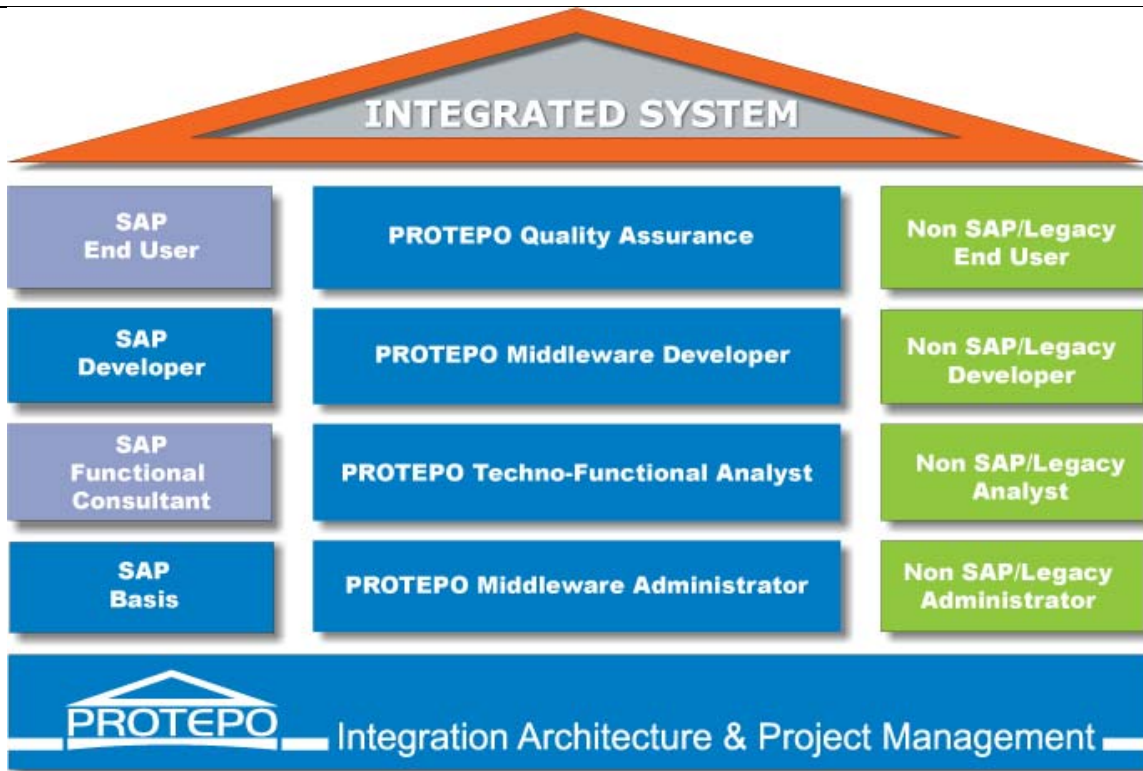 INTEGRATED SYSTEM
SAP
End User
PROTEPO Quality Assurance
Non SAP/Legacy
End User
SAP
Developer
PROTEPO Middleware Developer
Non SAP/Legacy
Developer
SAP
Functional
Consultant
PROTEPO Techno-Functional Analyst
Non SAP/Legacy
Analyst
SAP
Basis
PROTEPO Middleware Administrator
Non SAP/Legacy
Administrator
PROTEPO
Integration Architecture & Project Management